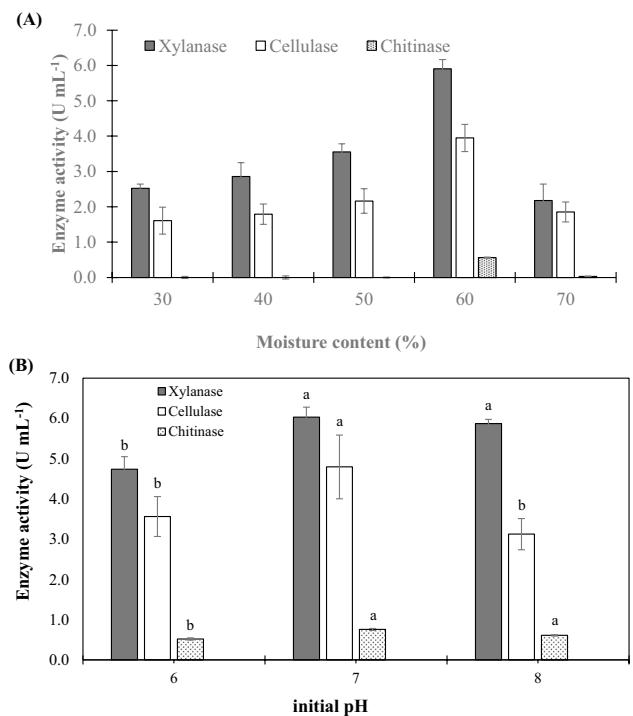 (A)
Xylanase Cellulase Chitinase
Enzyme activity (U mL-1)
7.0
6.0
5.0
4.0
3.0
2.0
1.0
0.0
30 40 50 60 70
Moisture content (%)
(B)
Xylanase
Cellulase
Chitinase
Enzyme activity (U mL-1)
7.0
6.0
5.0
4.0
3.0
2.0
1.0
0.0
b b b a a a a b a
6 7 8
initial pH